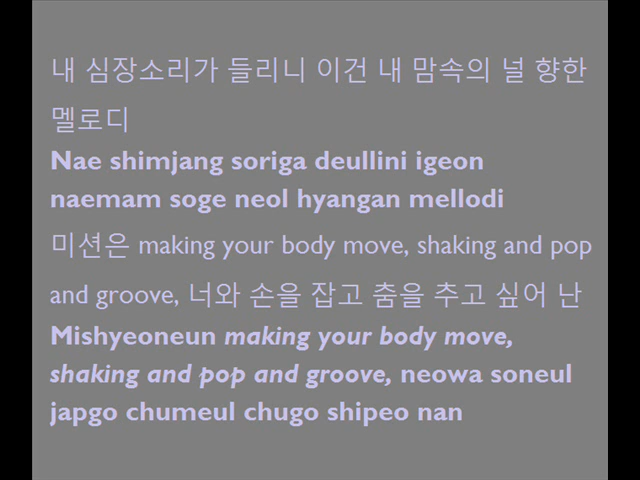 내 심장소리가 들리니 이건 내 맘속의 널 향한
멜로디
Nae shimjang soriga deullini igeon
naemam soge neol hyangan mellodi
미션은 making your body move, shaking and pop
and groove, 너와 손을 잡고 춤을 추고 싶어 난
Mishyeoneun making your body move,
shaking and pop and groove, neowa soneul
japgo chumeul chugo shipeo nan